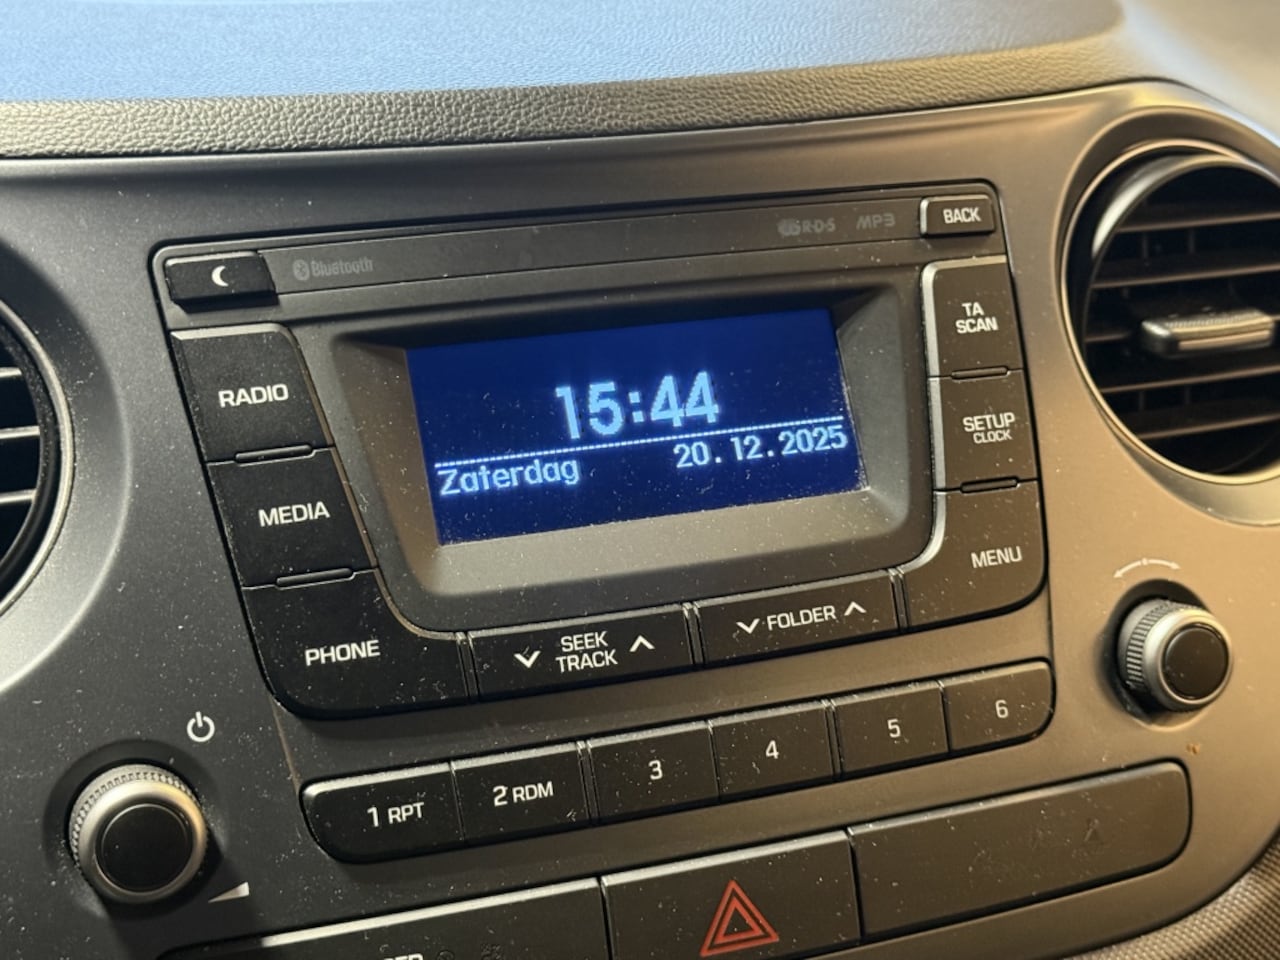 Bluetooth
RDS MP3
BACK
RADIO
MEDIA
PHONE
15:44
Zaterdag 20.12.2025
TA
SCAN
SETUP
CLOCK
MENU
SEEK
TRACK
FOLDER
1 RPT
2 RDM
3
4
5
6